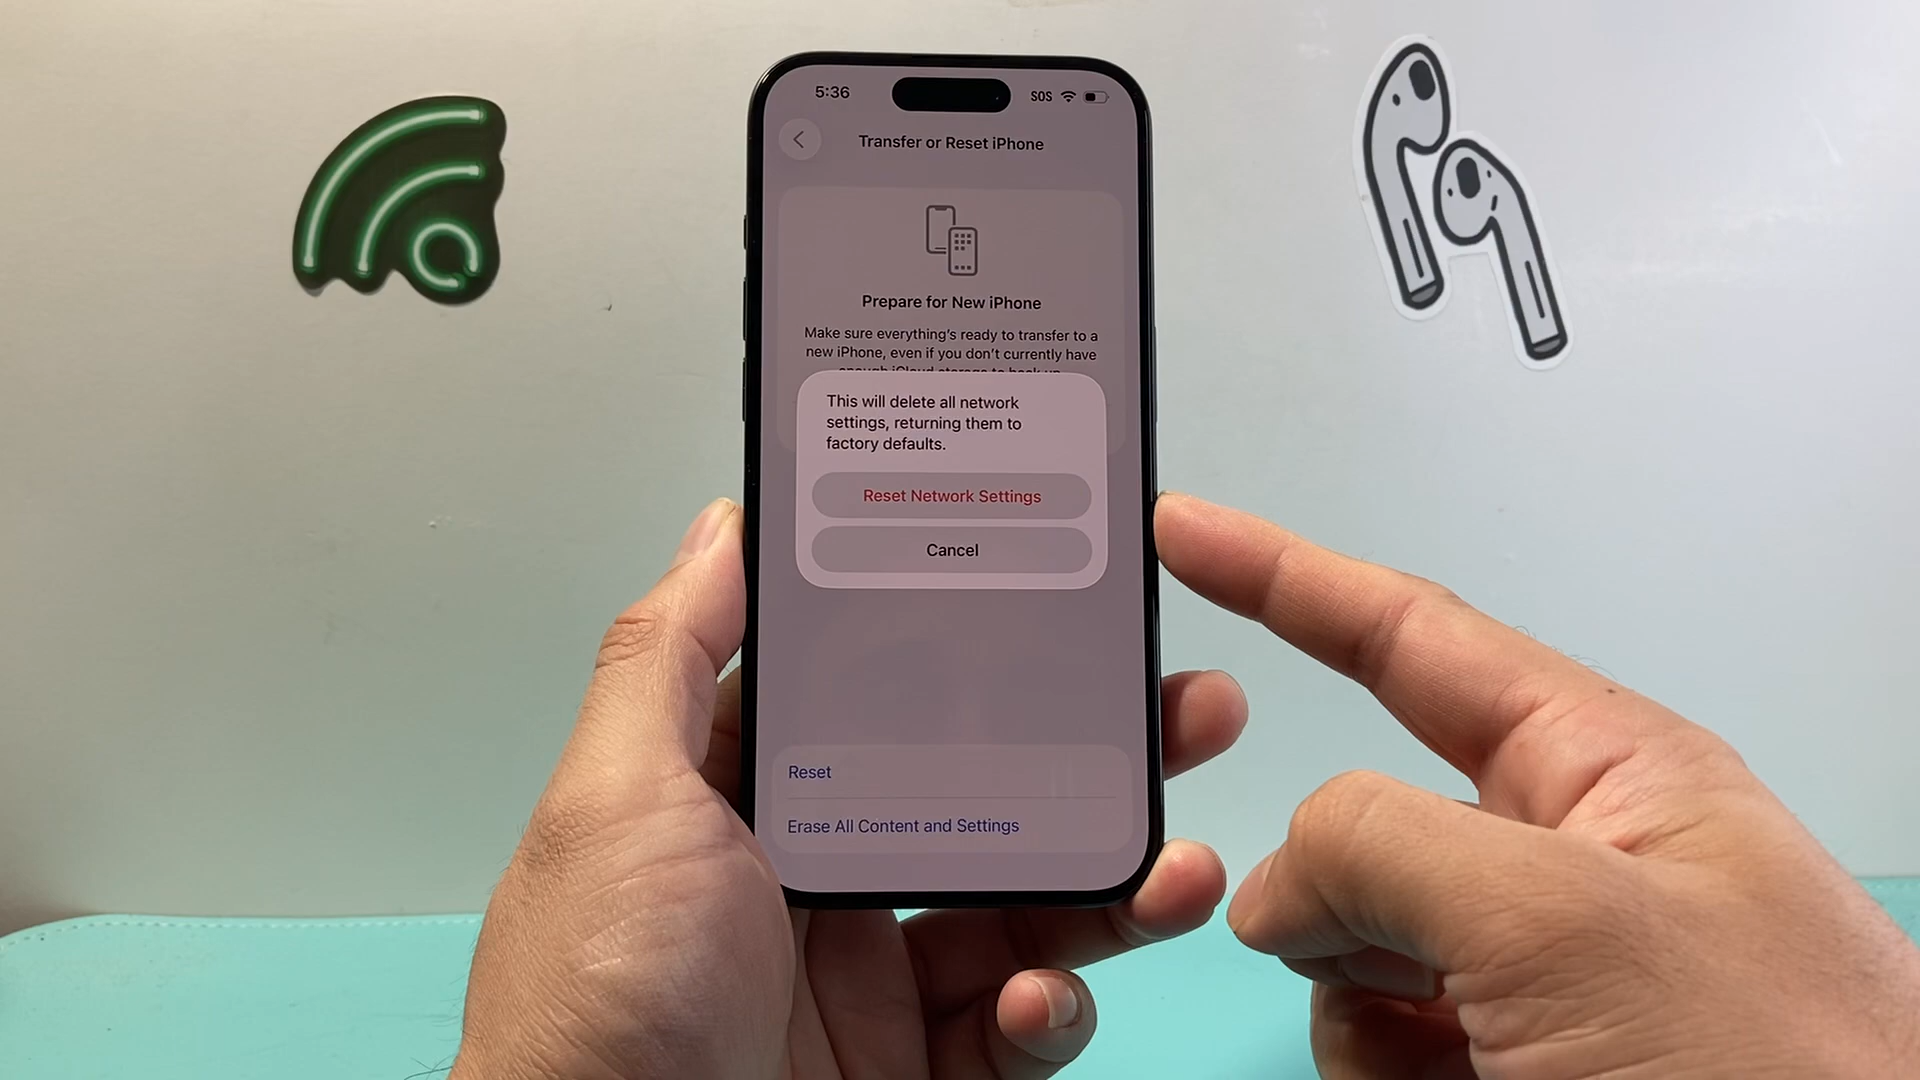 5:36
SOS
Transfer or Reset iPhone
Prepare for New iPhone
Make sure everything's ready to transfer to a
new iPhone, even if you don't currently have
enough iCloud storage to back up.
This will delete all network
settings, returning them to
factory defaults.
Reset Network Settings
Cancel
Reset
Erase All Content and Settings